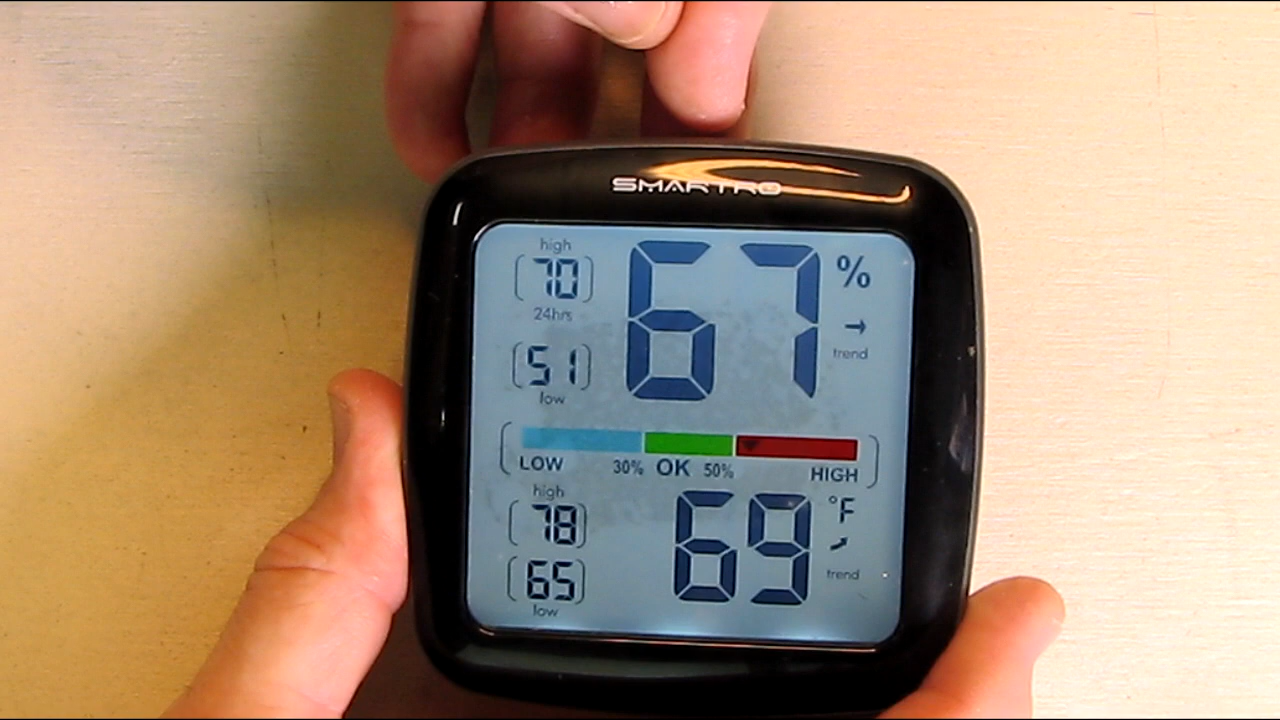 SMARTRO
high
70
24hrs
51
low
67 %
trend
LOW 30% OK 50% HIGH
high
78
65
low
69 °F
trend